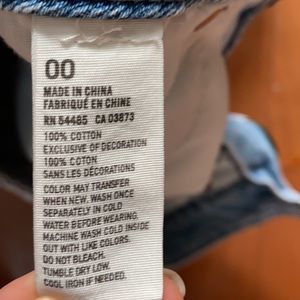 00
MADE IN CHINA
FABRIQUÉ EN CHINE
RN 54485 CA 03873
100% COTTON
EXCLUSIVE OF DECORATION
100% COTON
SANS LES DÉCORATIONS
COLOR MAY TRANSFER
WHEN NEW. WASH ONCE
SEPARATELY IN COLD
WATER BEFORE WEARING.
MACHINE WASH COLD INSIDE
OUT WITH LIKE COLORS.
DO NOT BLEACH.
TUMBLE DRY LOW.
COOL IRON IF NEEDED.